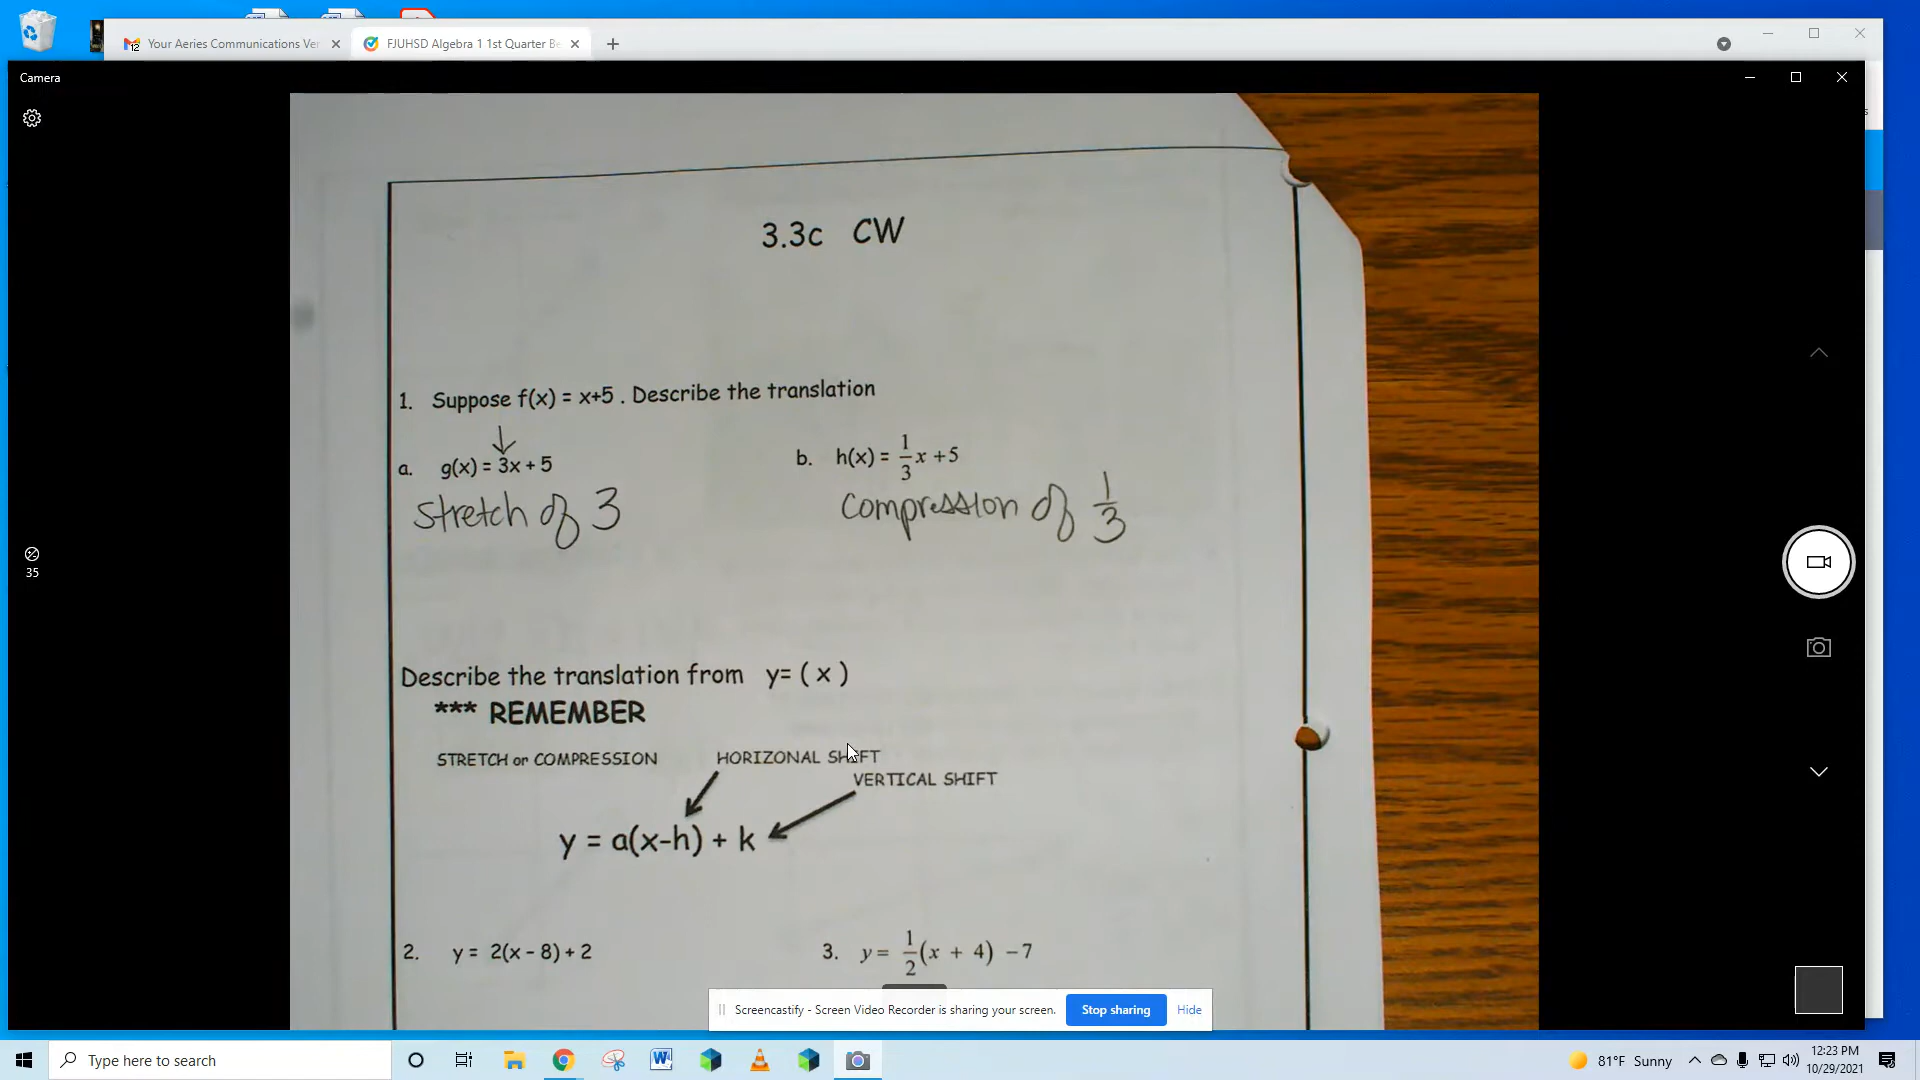 Your Aeries Communications Ver
FJUHSD Algebra 1 1st Quarter Be
Camera
3.3c CW
1. Suppose f(x) = x+5 . Describe the translation
↓
a. g(x) = 3x + 5
b. h(x) = 1/3 x + 5
Stretch of 3
Compression of 1/3
35
Describe the translation from y= ( x )
*** REMEMBER
STRETCH or COMPRESSION
HORIZONAL SHIFT
VERTICAL SHIFT
y = a(x-h) + k
2. y = 2(x - 8) + 2
3. y = 1/2 (x + 4) - 7
Screencastify - Screen Video Recorder is sharing your screen.
Stop sharing
Hide
Type here to search
81°F Sunny
12:23 PM
10/29/2021